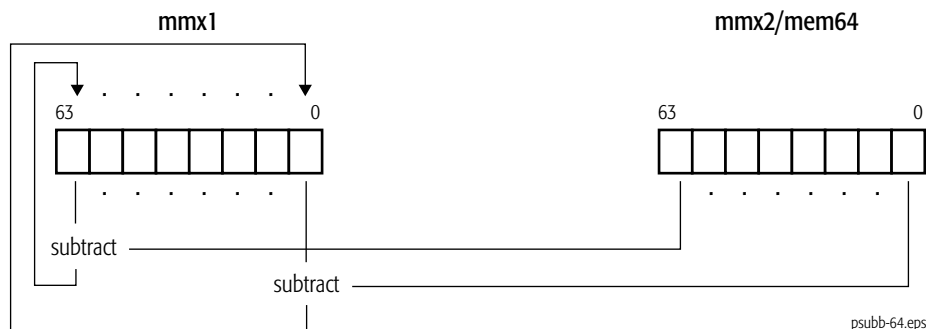 mmx1 mmx2/mem64
. . . . . .
63 0 63 0
. . . . . . . . . . . .
subtract
subtract
psubb-64.eps